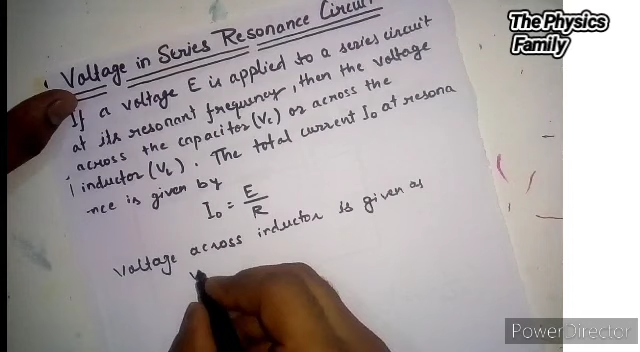 Voltage in Series Resonance Circuit
If a voltage E is applied to a series circuit
at its resonant frequency, then the voltage
across the capacitor (Vc) or across the
inductor (VL). The total current I₀ at resona
nce is given by
I₀ = E/R
Voltage across inductor is given as
V
The Physics
Family
PowerDirector